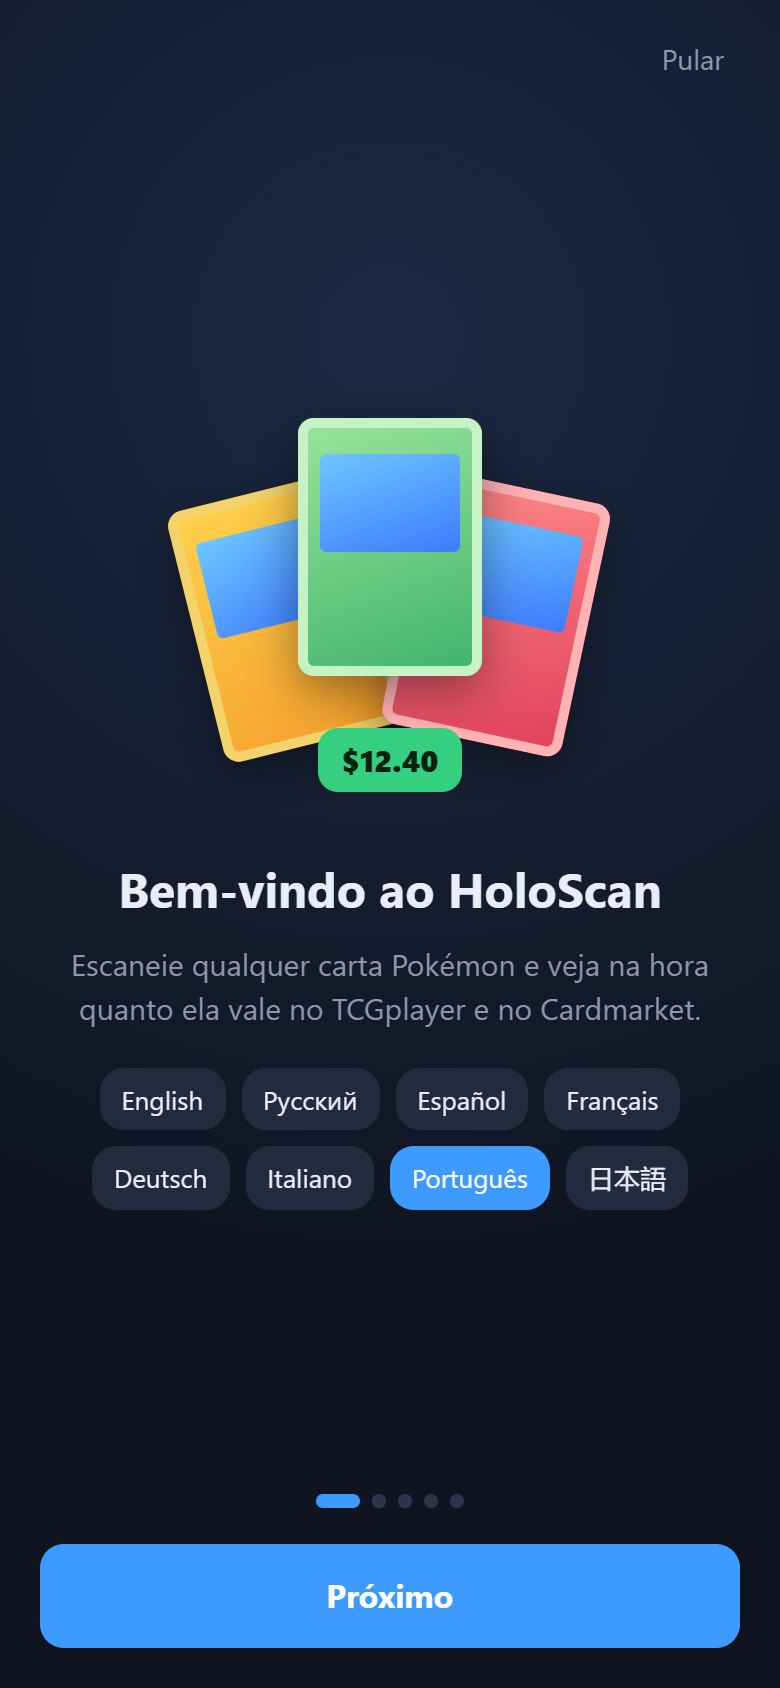 Pular
$12.40
Bem-vindo ao HoloScan
Escaneie qualquer carta Pokémon e veja na hora
quanto ela vale no TCGplayer e no Cardmarket.
English Русский Español Français
Deutsch Italiano Português 日本語
Próximo